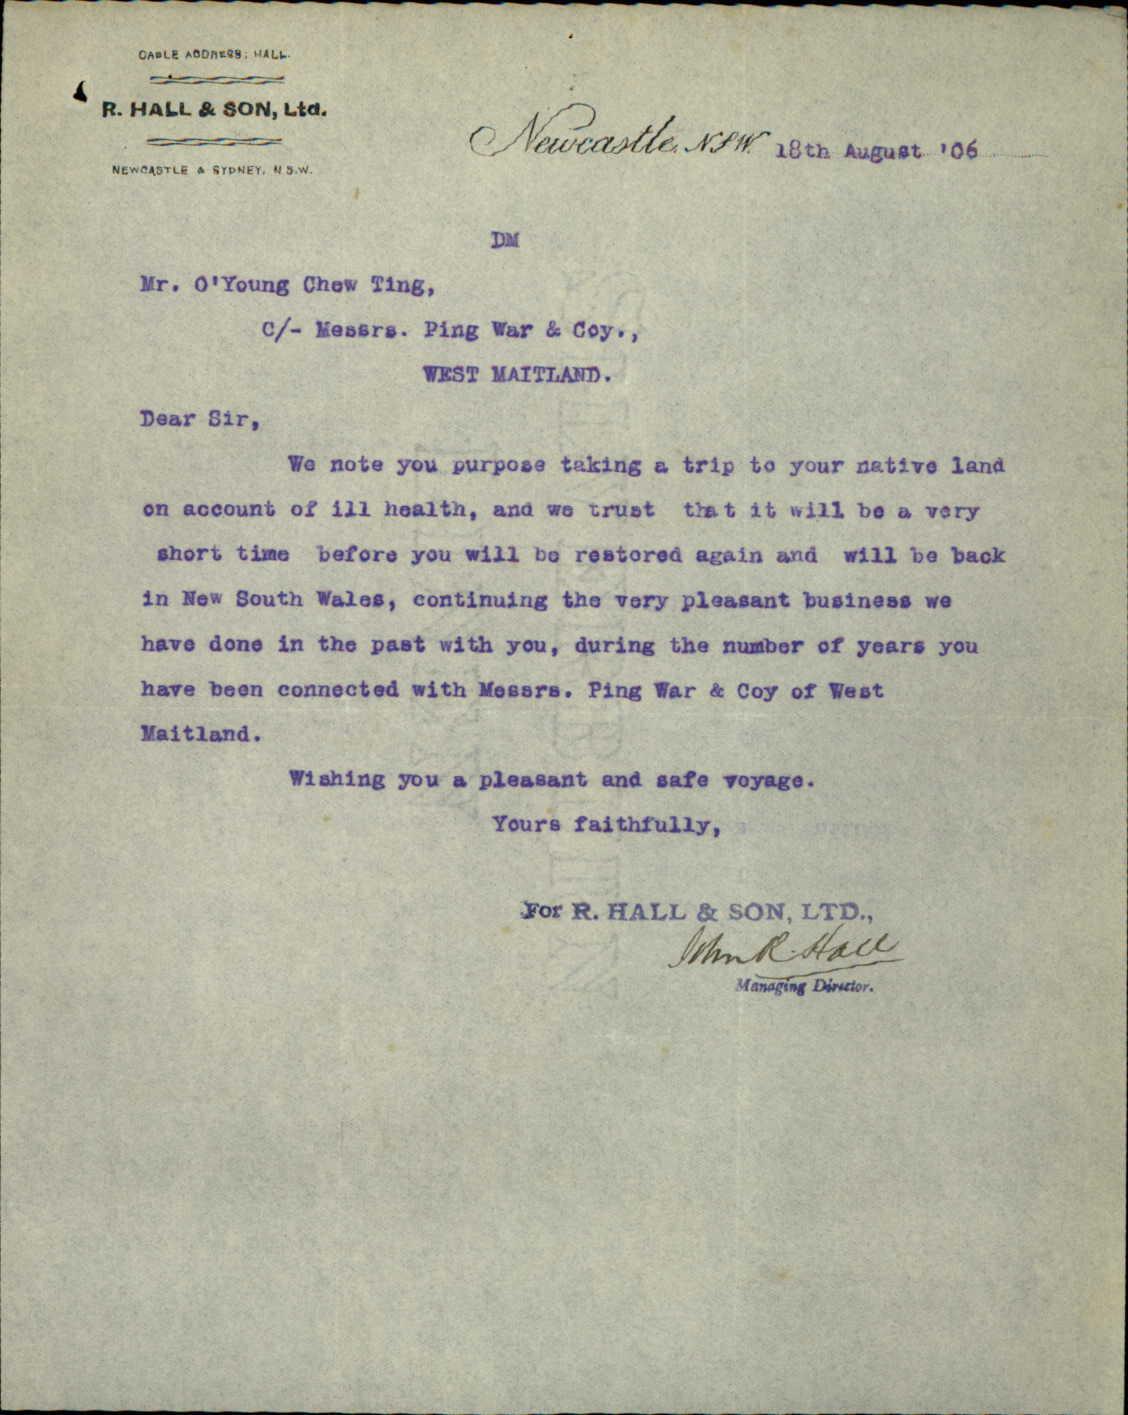 CABLE ADDRESS: HALL.
R. HALL & SON, Ltd.
NEWCASTLE & SYDNEY. N.S.W.
Newcastle. NSW. 18th August '06
DM
Mr. O'Young Chew Ting,
C/- Messrs. Ping War & Coy.,
WEST MAITLAND.
Dear Sir,
We note you purpose taking a trip to your native land
on account of ill health, and we trust that it will be a very
short time before you will be restored again and will be back
in New South Wales, continuing the very pleasant business we
have done in the past with you, during the number of years you
have been connected with Messrs. Ping War & Coy of West
Maitland.
Wishing you a pleasant and safe voyage.
Yours faithfully,
For R. HALL & SON, LTD.,
John R. Hall
Managing Director.